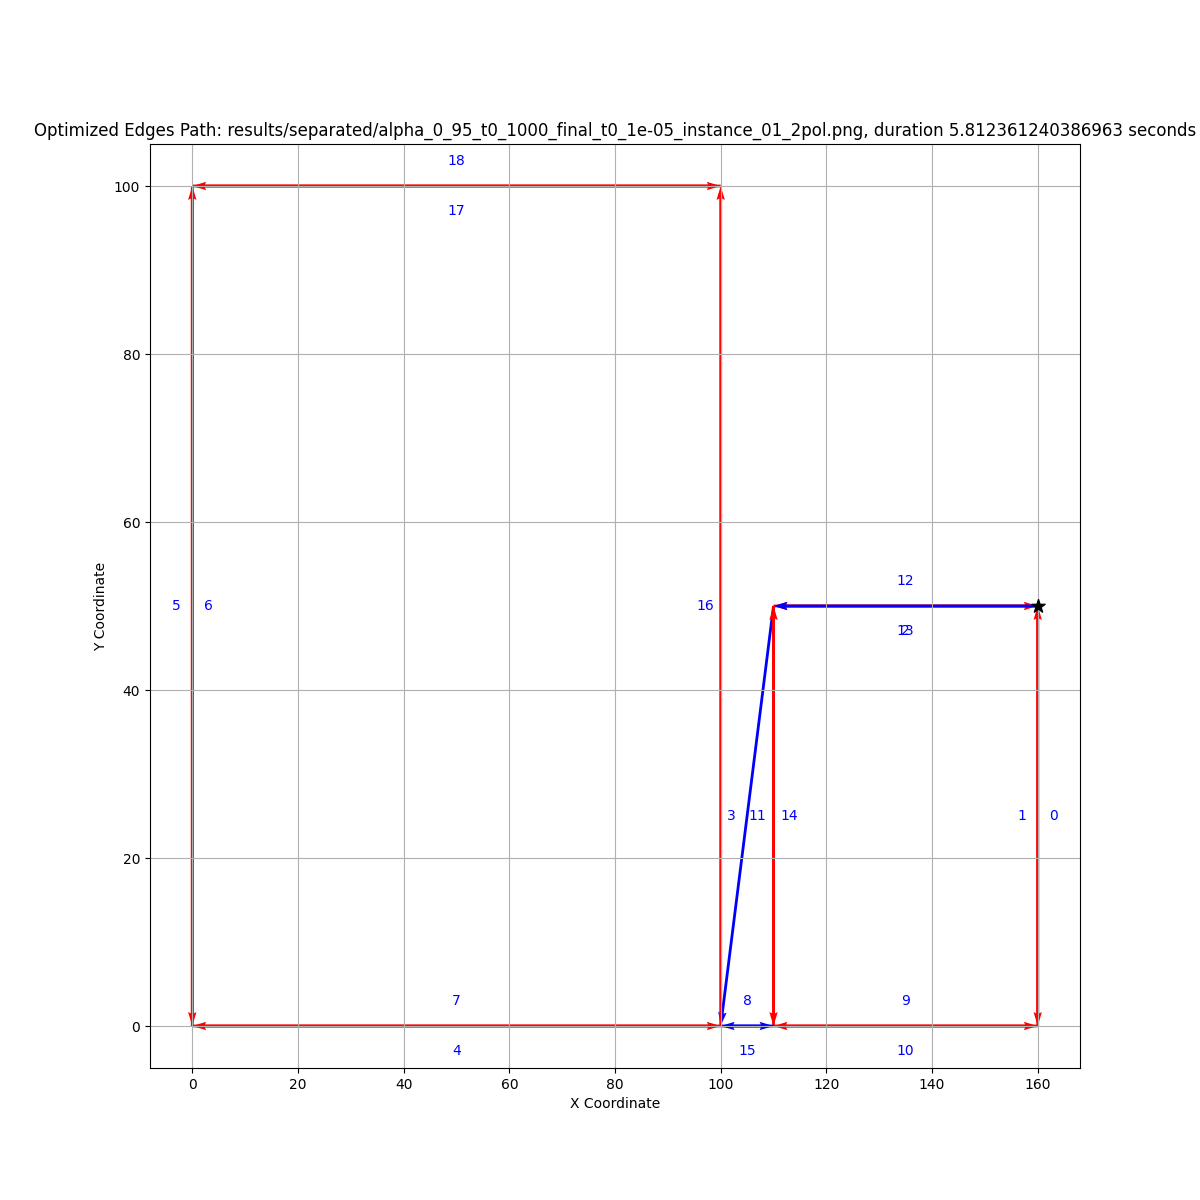 Optimized Edges Path: results/separated/alpha_0_95_t0_1000_final_t0_1e-05_instance_01_2pol.png, duration 5.812361240386963 seconds
18
100
17
80
60
12
5 6 16
13
2
40
3 11 14 1 0
20
7 8 9
0
4 15 10
0 20 40 60 80 100 120 140 160
X Coordinate
Y Coordinate